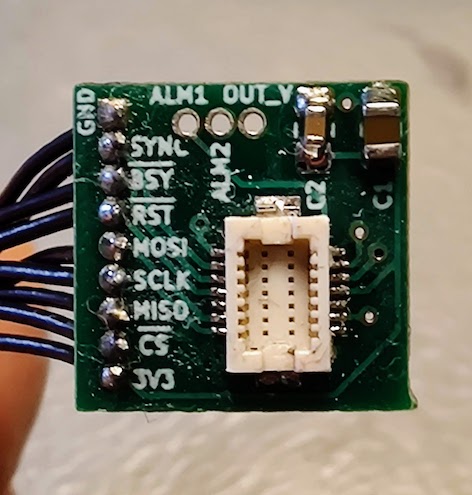 GND
ALM1 OUT_V
ALM2
SYNC
BSY
RST
MOSI
SCLK
MISO
CS
3V3
C2
C1